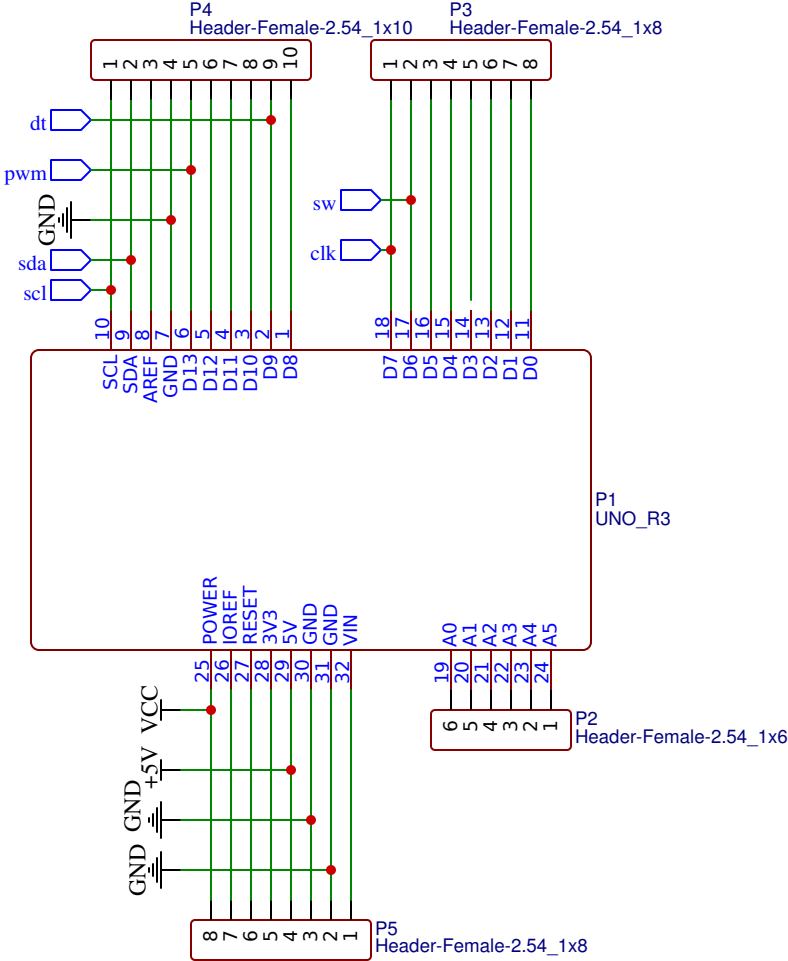 P4
Header-Female-2.54_1x10
P3
Header-Female-2.54_1x8
1 2 3 4 5 6 7 8 9 10
1 2 3 4 5 6 7 8
dt
pwm
GND
sda
scl
sw
clk
10 9 8 7 6 5 4 3 2 1
18 17 16 15 14 13 12 11
SCL SDA AREF GND D13 D12 D11 D10 D9 D8
D7 D6 D5 D4 D3 D2 D1 D0
P1
UNO_R3
POWER IOREF RESET 3V3 5V GND GND VIN
A0 A1 A2 A3 A4 A5
25 26 27 28 29 30 31 32
19 20 21 22 23 24
VCC
+5V
GND
GND
6 5 4 3 2 1
P2
Header-Female-2.54_1x6
8 7 6 5 4 3 2 1
P5
Header-Female-2.54_1x8